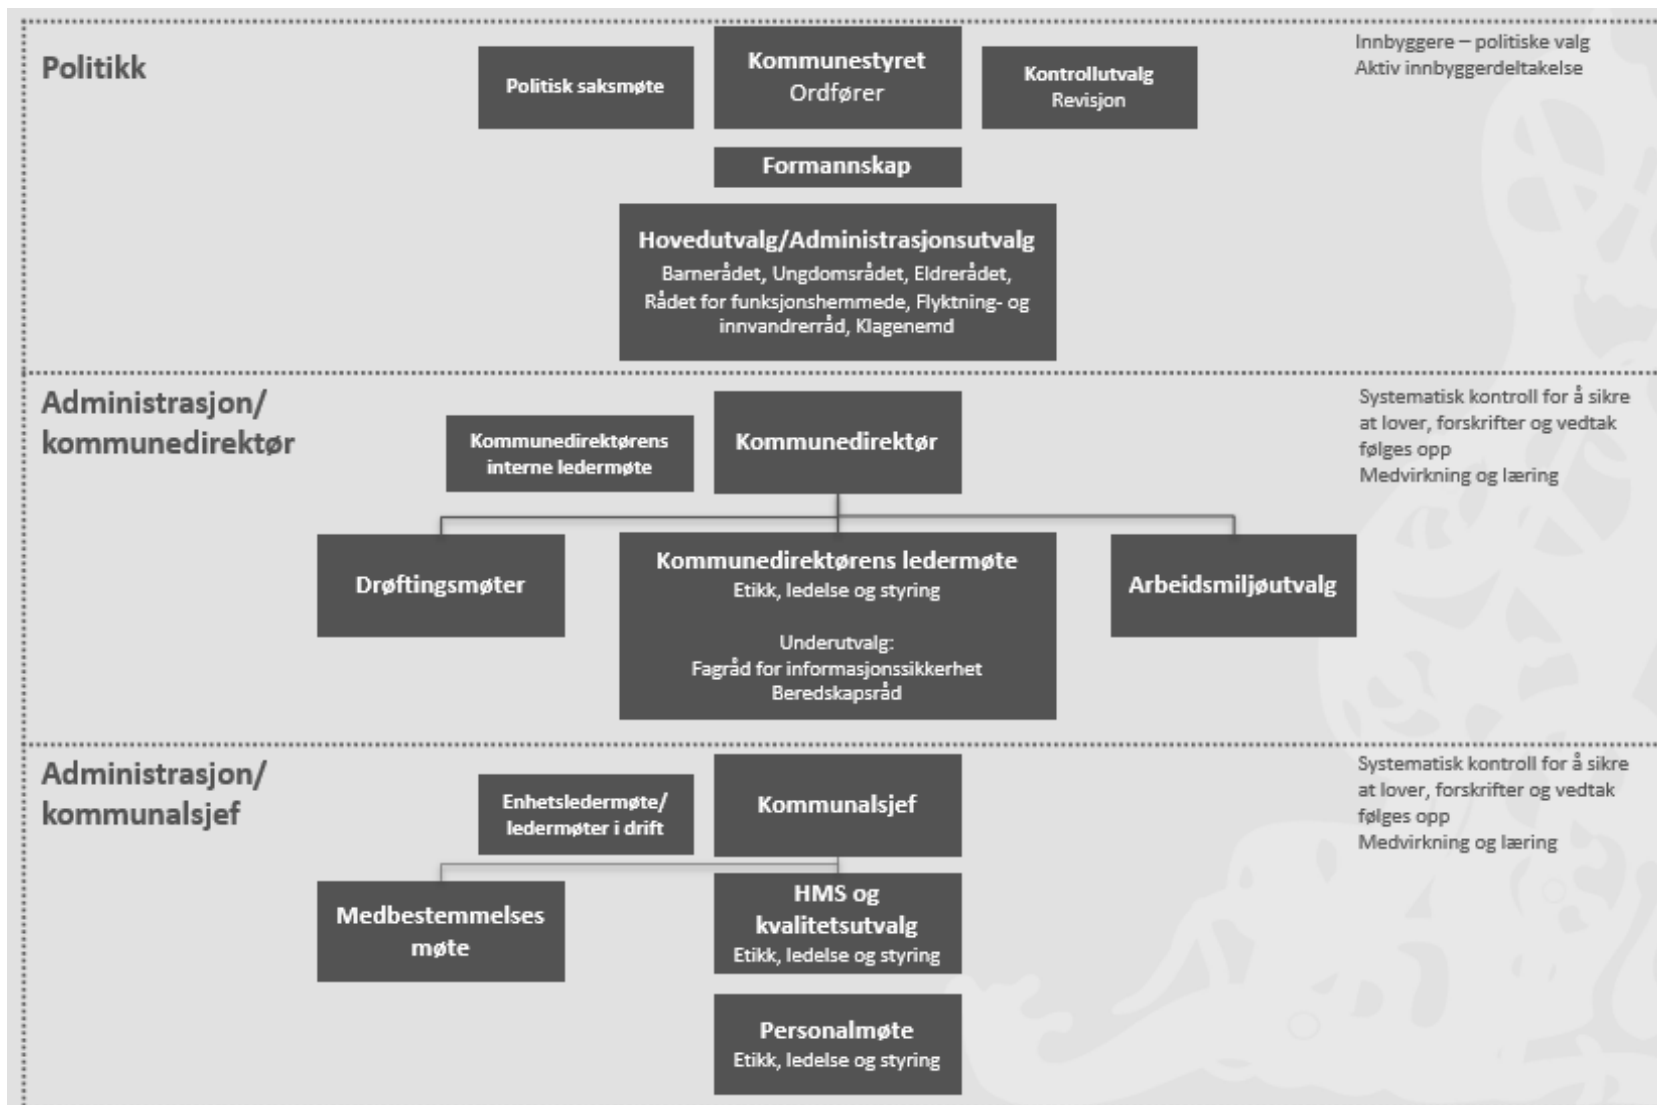 Politikk
Politisk saksmøte
Kommunestyret
Ordfører
Kontrollutvalg
Revisjon
Innbyggere – politiske valg
Aktiv innbyggerdeltakelse
Formannskap
Hovedutvalg/Administrasjonsutvalg
Barnerådet, Ungdomsrådet, Eldrerådet,
Rådet for funksjonshemmede, Flyktning- og
innvandrerråd, Klagenemd
Administrasjon/
kommunedirektør
Kommunedirektørens
interne ledermøte
Kommunedirektør
Systematisk kontroll for å sikre
at lover, forskrifter og vedtak
følges opp
Medvirkning og læring
Drøftingsmøter
Kommunedirektørens ledermøte
Etikk, ledelse og styring
Underutvalg:
Fagråd for informasjonssikkerhet
Beredskapsråd
Arbeidsmiljøutvalg
Administrasjon/
kommunalsjef
Enhetsledermøte/
ledermøter i drift
Kommunalsjef
Systematisk kontroll for å sikre
at lover, forskrifter og vedtak
følges opp
Medvirkning og læring
Medbestemmelses
møte
HMS og
kvalitetsutvalg
Etikk, ledelse og styring
Personalmøte
Etikk, ledelse og styring